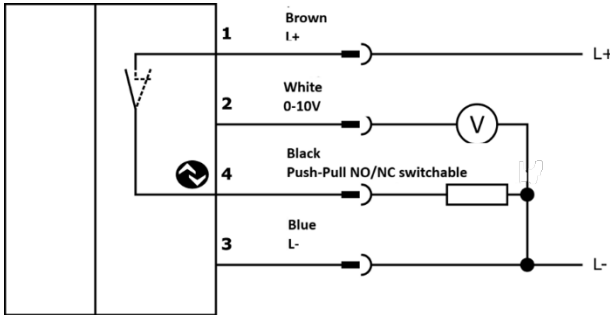 1 Brown
L+
L+
2 White
0-10V
V
Black
4 Push-Pull NO/NC switchable
Blue
3 L-
L-